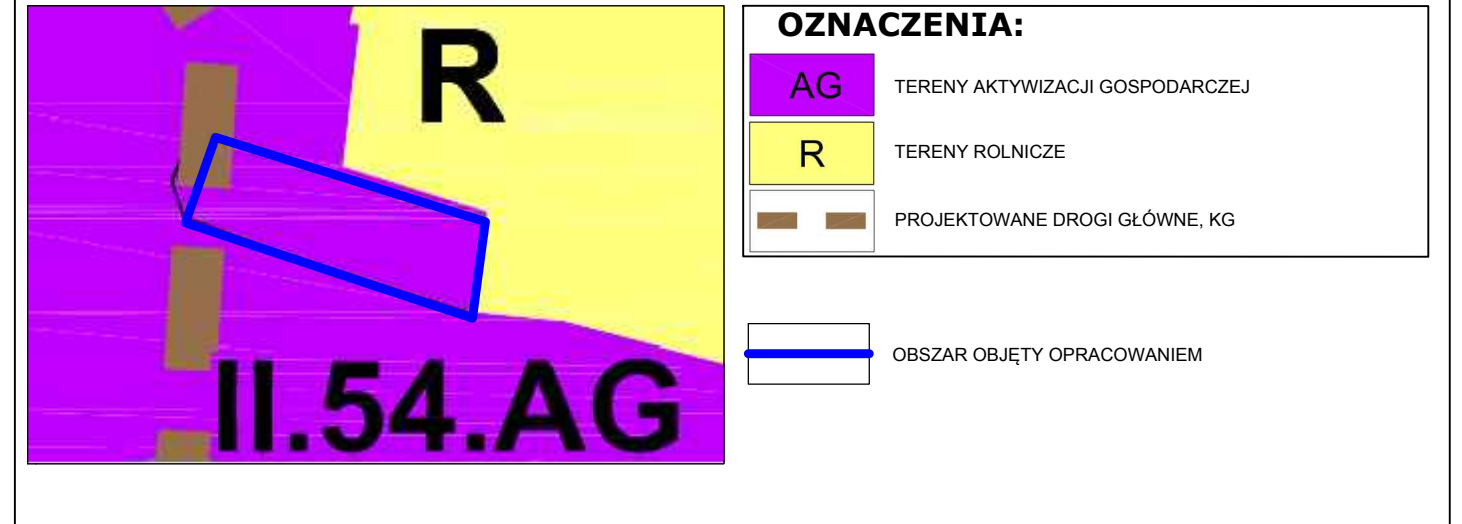 R
II.54.AG
OZNACZENIA:
AG TERENY AKTYWIZACJI GOSPODARCZEJ
R TERENY ROLNICZE
PROJEKTOWANE DROGI GŁÓWNE, KG
OBSZAR OBJĘTY OPRACOWANIEM